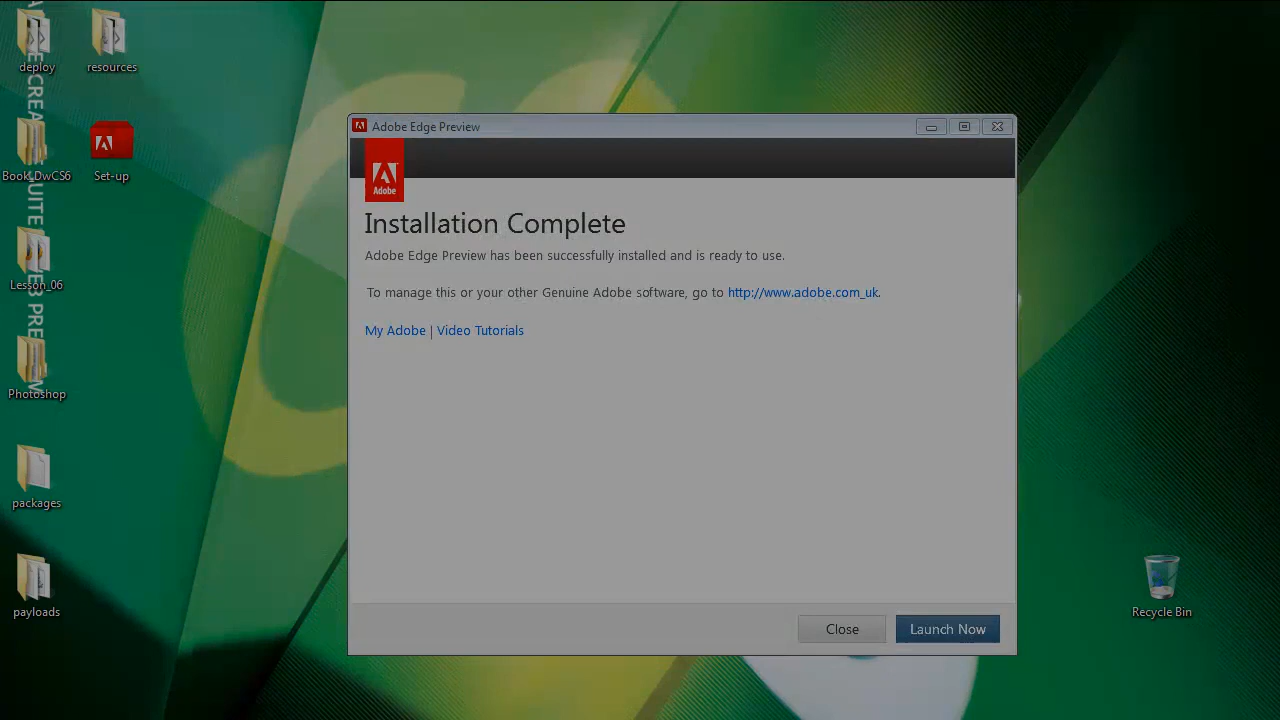 deploy
resources
Book_DwCS6
Set-up
Lesson_06
Photoshop
packages
payloads
Adobe Edge Preview
Adobe
Installation Complete
Adobe Edge Preview has been successfully installed and is ready to use.
To manage this or your other Genuine Adobe software, go to http://www.adobe.com_uk.
My Adobe | Video Tutorials
Close
Launch Now
Recycle Bin